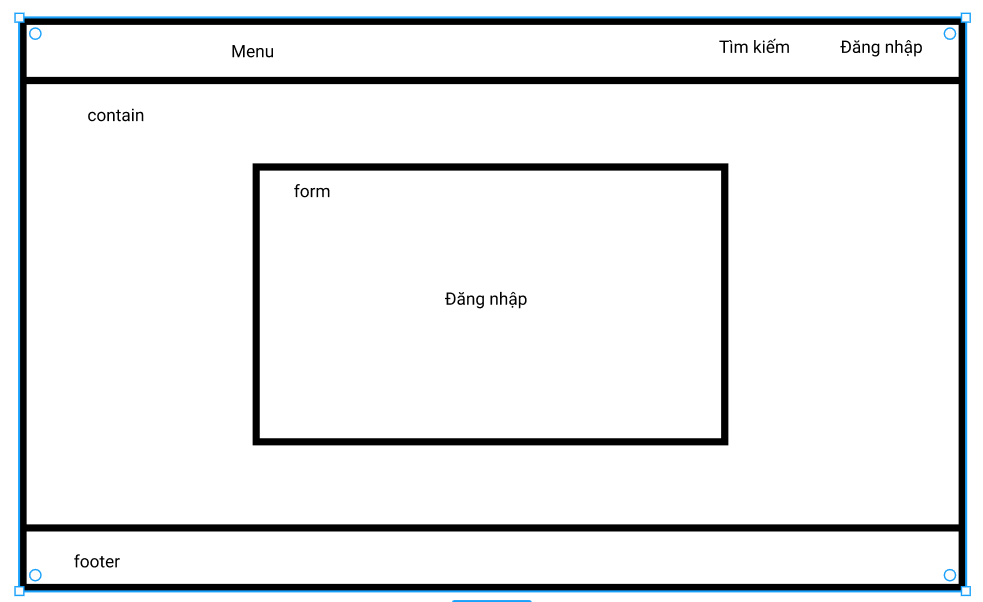 Menu
Tìm kiếm
Đăng nhập
contain
form
Đăng nhập
footer